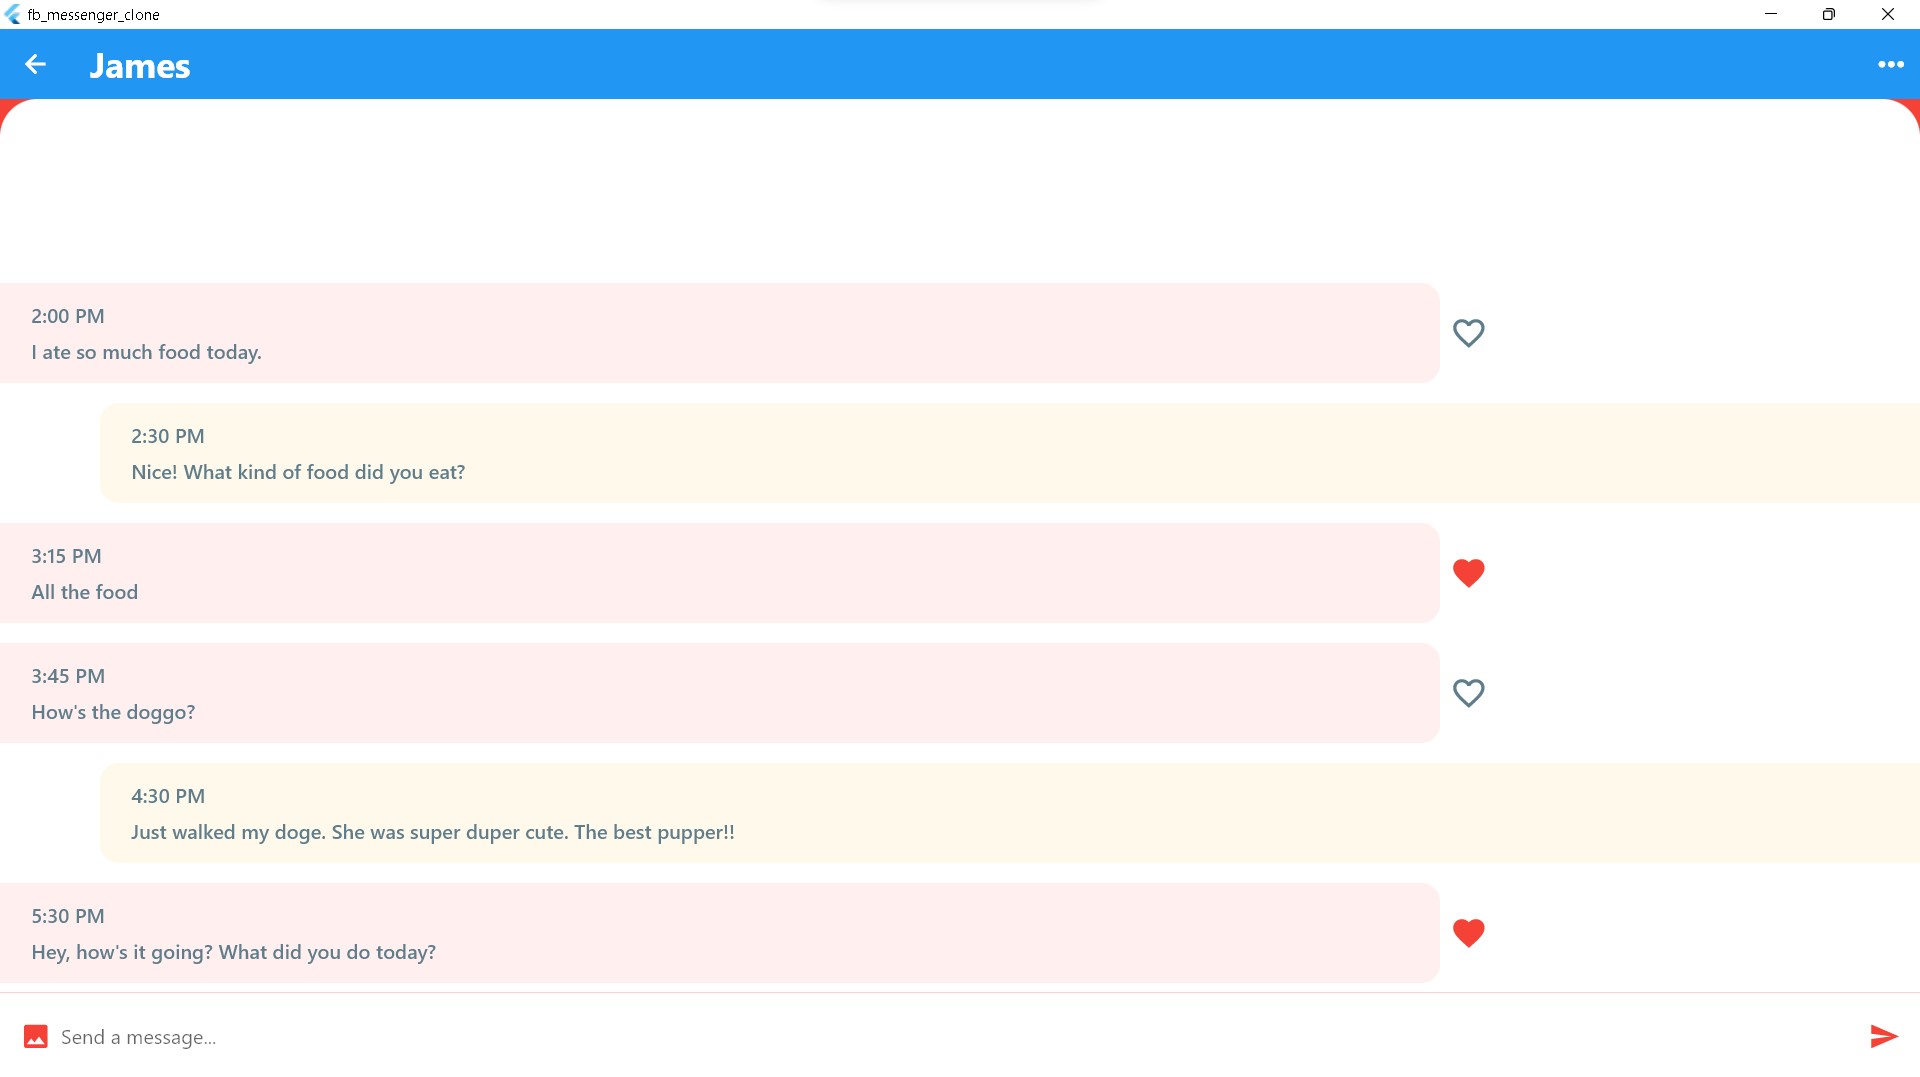 fb_messenger_clone
James
2:00 PM
I ate so much food today.
2:30 PM
Nice! What kind of food did you eat?
3:15 PM
All the food
3:45 PM
How's the doggo?
4:30 PM
Just walked my doge. She was super duper cute. The best pupper!!
5:30 PM
Hey, how's it going? What did you do today?
Send a message...